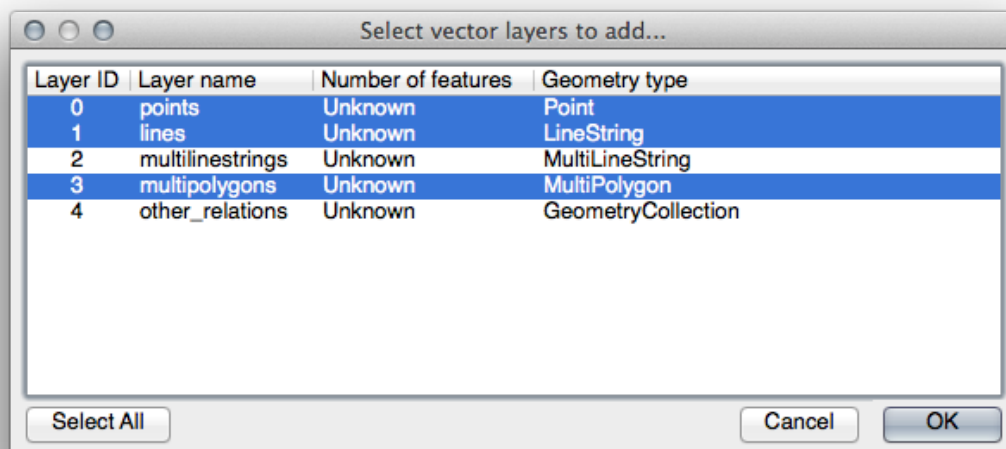 Select vector layers to add...
Layer ID Layer name Number of features Geometry type
0 points Unknown Point
1 lines Unknown LineString
2 multilinestrings Unknown MultiLineString
3 multipolygons Unknown MultiPolygon
4 other_relations Unknown GeometryCollection
Select All Cancel OK